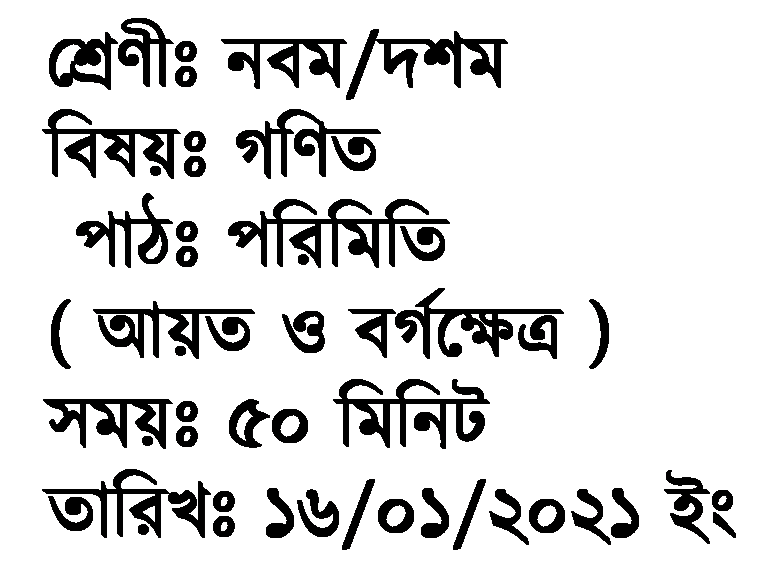 শ্রেণীঃ নবম/দশম
বিষয়ঃ গণিত
পাঠঃ পরিমিতি
( আয়ত ও বর্গক্ষেত্র )
সময়ঃ ৫০ মিনিট
তারিখঃ ১৬/০১/২০২১ ইং